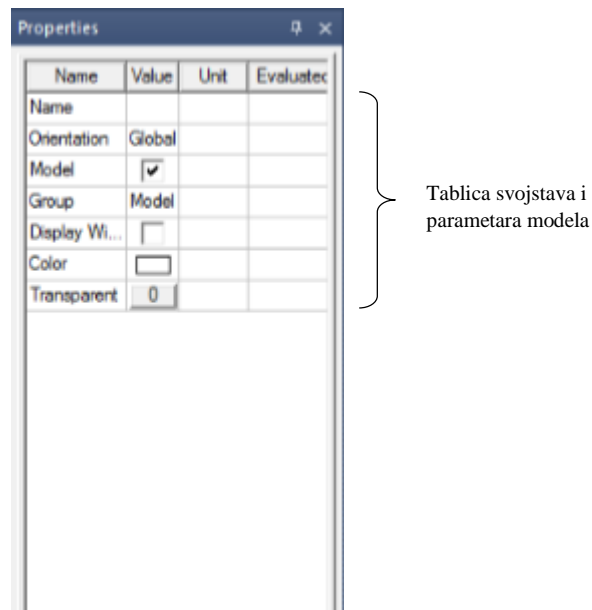 Properties
Name Value Unit Evaluated
Name
Orientation Global
Model
Group Model
Display Wi...
Color
Transparent 0
Tablica svojstava i
parametara modela